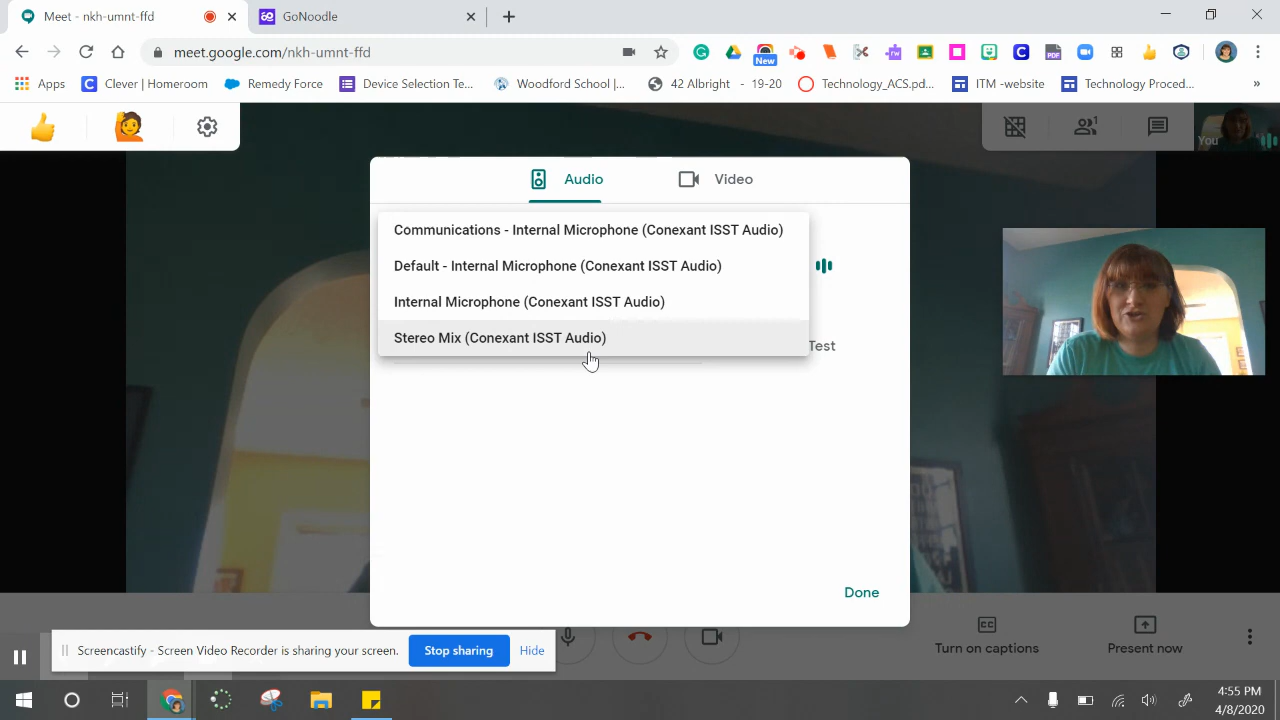 Meet - nkh-umnt-ffd
GoNoodle
meet.google.com/nkh-umnt-ffd
New
Apps
Clever | Homeroom
Remedy Force
Device Selection Te...
Woodford School ...
42 Albright - 19-20
Technology_ACS.pd...
ITM -website
Technology Proced...
You
Audio
Video
Communications - Internal Microphone (Conexant ISST Audio)
Default - Internal Microphone (Conexant ISST Audio)
Internal Microphone (Conexant ISST Audio)
Stereo Mix (Conexant ISST Audio)
Test
Done
Screencastify - Screen Video Recorder is sharing your screen.
Stop sharing
Hide
Turn on captions
Present now
4:55 PM
4/8/2020